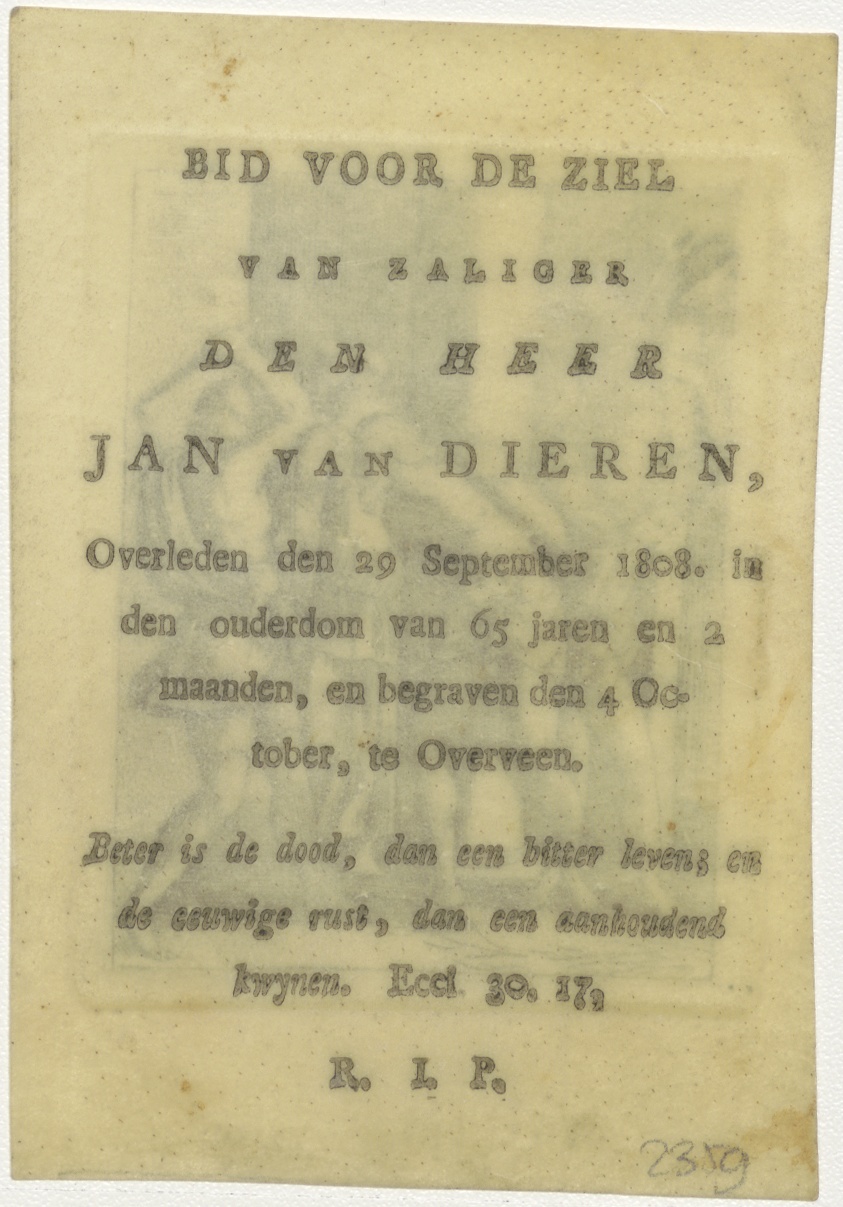 BID VOOR DE ZIEL
VAN ZALIGER
DEN HEER
JAN VAN DIEREN,
Overleden den 29 September 1808. in
den ouderdom van 65 jaren en 2
maanden, en begraven den 4 Oc-
tober, te Overveen.
Beter is de dood, dan een bitter leven; en
de eeuwige rust, dan een aanhoudend
kwynen. Eccl 30. 17,
R. I. P.
2359